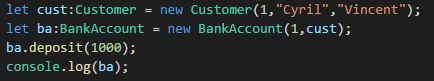 let cust:Customer = new Customer(1,"Cyril","Vincent");
let ba:BankAccount = new BankAccount(1,cust);
ba.deposit(1000);
console.log(ba);